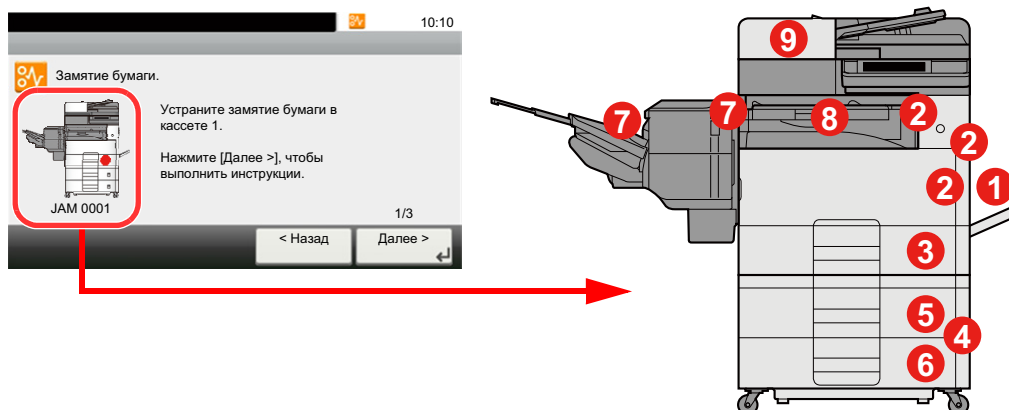 10:10
Замятие бумаги.
Устраните замятие бумаги в
кассете 1.
Нажмите [Далее >], чтобы
выполнить инструкции.
JAM 0001
1/3
< Назад
Далее >
9
7
7
8
2
2
2
1
3
5
4
6